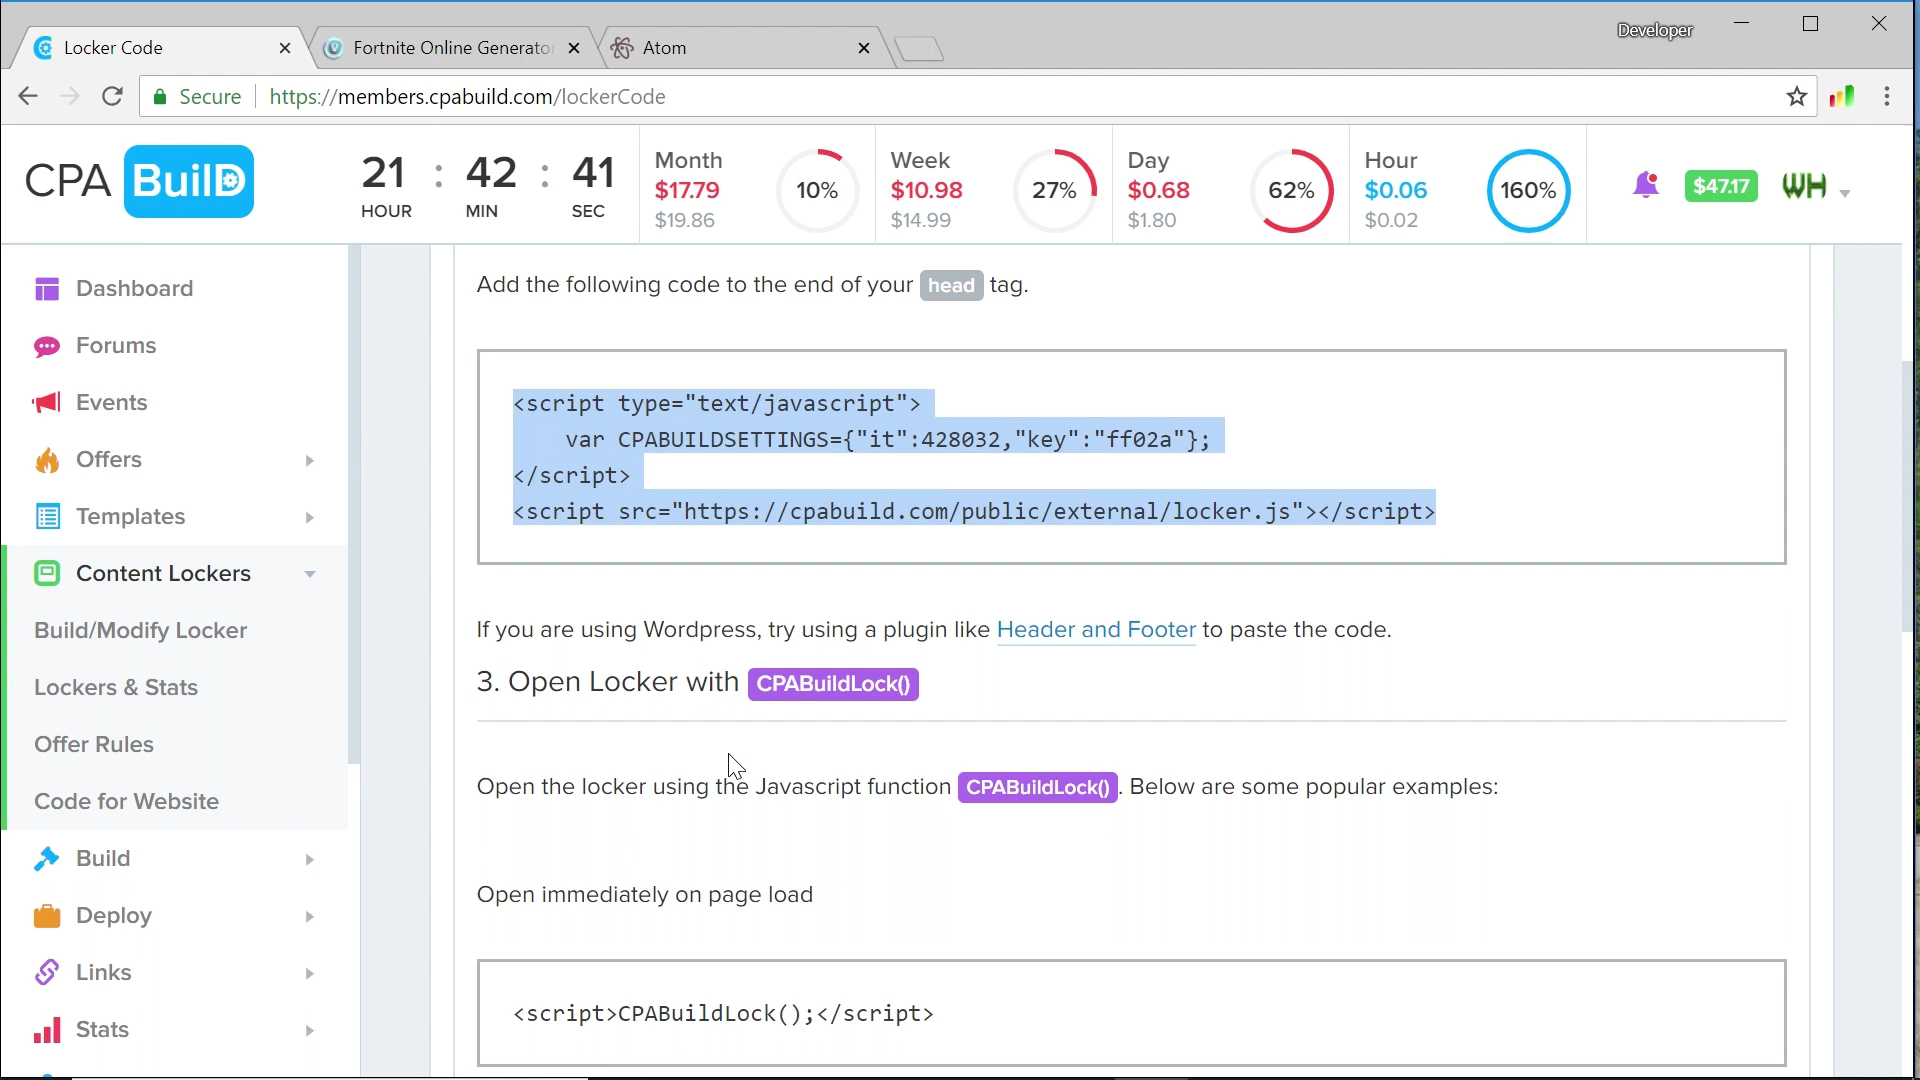 Locker Code
Fortnite Online Generator
Atom
Developer
Secure
https://members.cpabuild.com/lockerCode
CPA BuilD
21 : 42 : 41
HOUR MIN SEC
Month
$17.79
$19.86
10%
Week
$10.98
$14.99
27%
Day
$0.68
$1.80
62%
Hour
$0.06
$0.02
160%
$47.17
WH
Dashboard
Forums
Events
Offers
Templates
Content Lockers
Build/Modify Locker
Lockers & Stats
Offer Rules
Code for Website
Build
Deploy
Links
Stats
Add the following code to the end of your head tag.
<script type="text/javascript">
var CPABUILDSETTINGS={"it":428032,"key":"ff02a"};
</script>
<script src="https://cpabuild.com/public/external/locker.js"></script>
If you are using Wordpress, try using a plugin like Header and Footer to paste the code.
3. Open Locker with CPABuildLock()
Open the locker using the Javascript function CPABuildLock(). Below are some popular examples:
Open immediately on page load
<script>CPABuildLock();</script>